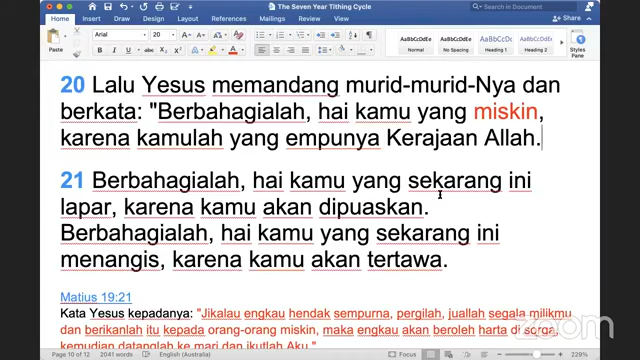 The Seven Year Tithing Cycle
Search in Document
Home Insert Draw Design Layout References Mailings Review View
Share
Paste
Arial 20
AaBbCcDdEe AaBbCcDdEe AaBbCcDc AaBbCcDdEe
Normal No Spacing Heading 1 Heading 2
Styles Pane
20 Lalu Yesus memandang murid-murid-Nya dan
berkata: "Berbahagialah, hai kamu yang miskin,
karena kamulah yang empunya Kerajaan Allah.
21 Berbahagialah, hai kamu yang sekarang ini
lapar, karena kamu akan dipuaskan.
Berbahagialah, hai kamu yang sekarang ini
menangis, karena kamu akan tertawa.
Matius 19:21
Kata Yesus kepadanya: "Jikalau engkau hendak sempurna, pergilah, juallah segala milikmu
dan berikanlah itu kepada orang-orang miskin, maka engkau akan beroleh harta di sorga,
kemudian datanglah ke mari dan ikutlah Aku."
zoom
Page 10 of 12 2041 words English (Australia) Focus 229%